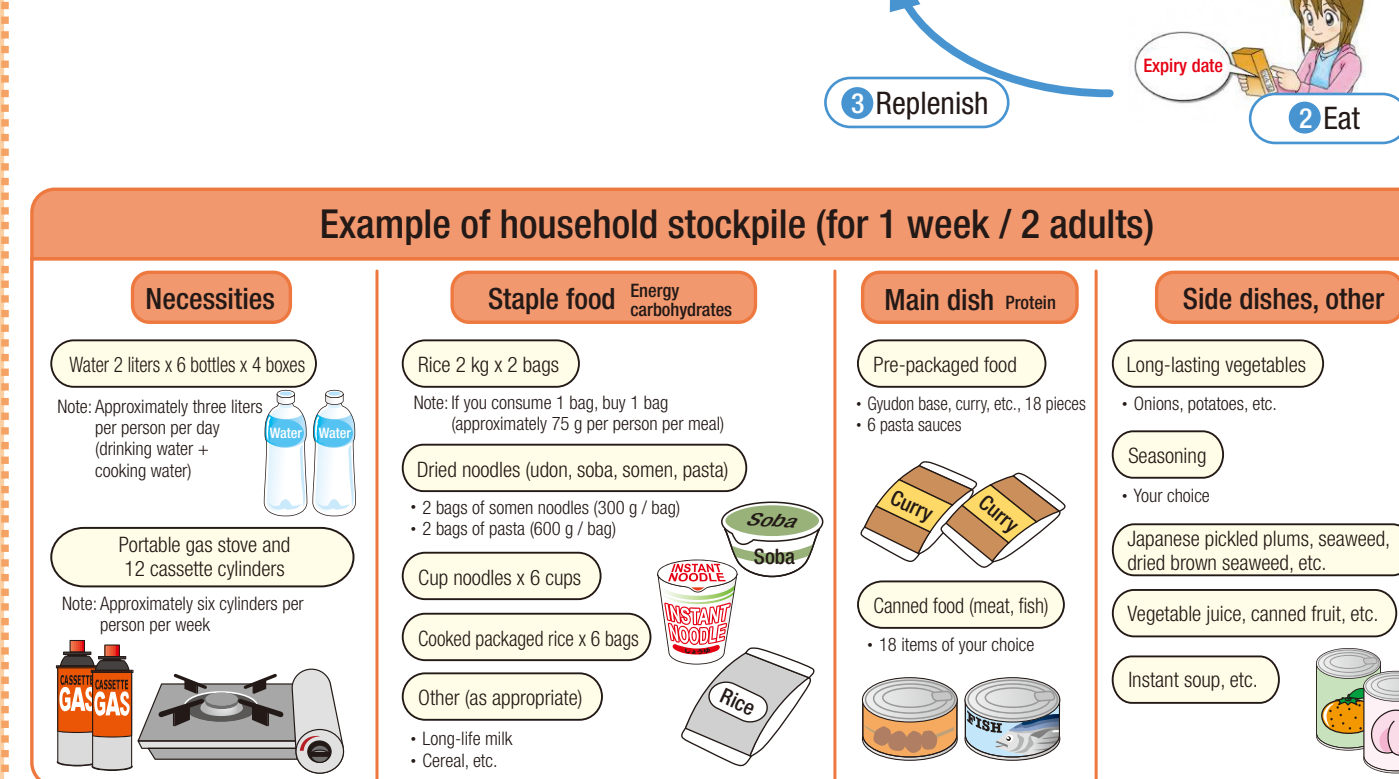 Expiry date
3 Replenish
2 Eat
Example of household stockpile (for 1 week / 2 adults)
Necessities
Water 2 liters x 6 bottles x 4 boxes
Note: Approximately three liters
per person per day
(drinking water +
cooking water)
Water
Water
Portable gas stove and
12 cassette cylinders
Note: Approximately six cylinders per
person per week
CASSETTE
GAS
CASSETTE
GAS
Staple food Energy
carbohydrates
Rice 2 kg x 2 bags
Note: If you consume 1 bag, buy 1 bag
(approximately 75 g per person per meal)
Dried noodles (udon, soba, somen, pasta)
• 2 bags of somen noodles (300 g / bag)
• 2 bags of pasta (600 g / bag)
Soba
Soba
Cup noodles x 6 cups
INSTANT
NOODLE
INSTANT
NOODLE
Cooked packaged rice x 6 bags
Rice
Other (as appropriate)
• Long-life milk
• Cereal, etc.
Main dish Protein
Pre-packaged food
• Gyudon base, curry, etc., 18 pieces
• 6 pasta sauces
Curry
Curry
Canned food (meat, fish)
• 18 items of your choice
FISH
Side dishes, other
Long-lasting vegetables
• Onions, potatoes, etc.
Seasoning
• Your choice
Japanese pickled plums, seaweed,
dried brown seaweed, etc.
Vegetable juice, canned fruit, etc.
Instant soup, etc.